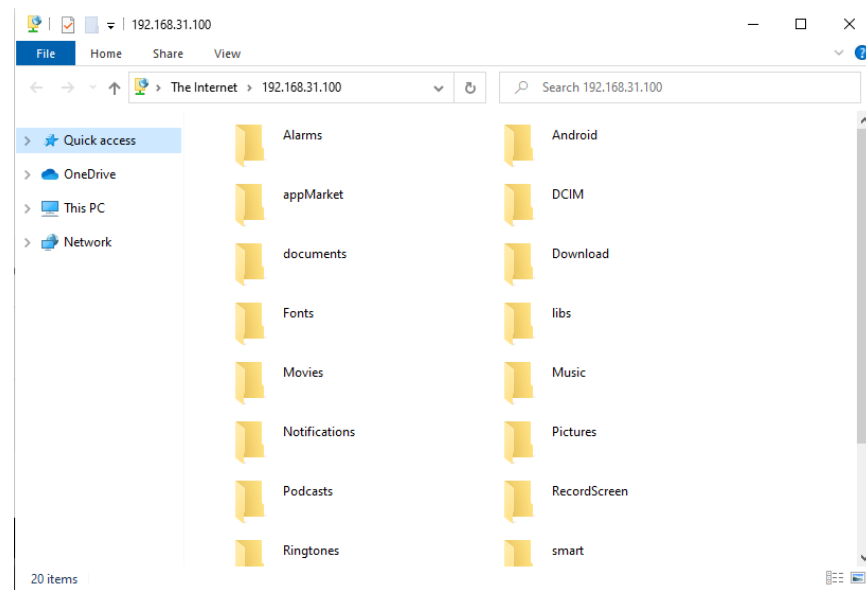 192.168.31.100
File Home Share View
The Internet > 192.168.31.100
Search 192.168.31.100
Quick access
OneDrive
This PC
Network
Alarms Android
appMarket DCIM
documents Download
Fonts libs
Movies Music
Notifications Pictures
Podcasts RecordScreen
Ringtones smart
20 items